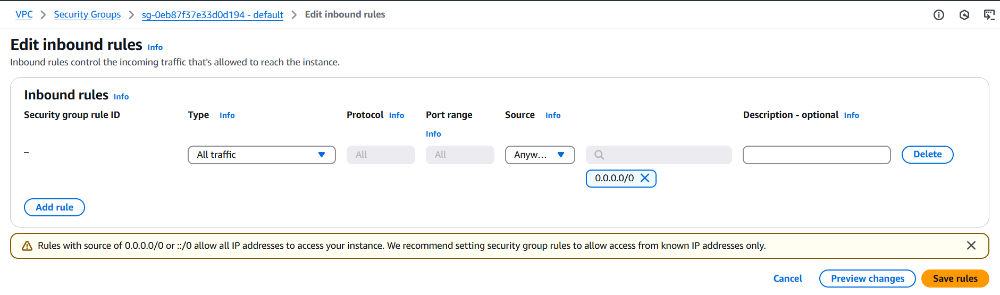 VPC > Security Groups > sg-0eb87f37e33d0d194 - default > Edit inbound rules
Edit inbound rules Info
Inbound rules control the incoming traffic that's allowed to reach the instance.
Inbound rules Info
Security group rule ID Type Info Protocol Info Port range Info Source Info Description - optional Info
– All traffic All All Anyw... Delete
0.0.0.0/0
Add rule
Rules with source of 0.0.0.0/0 or ::/0 allow all IP addresses to access your instance. We recommend setting security group rules to allow access from known IP addresses only.
Cancel Preview changes Save rules